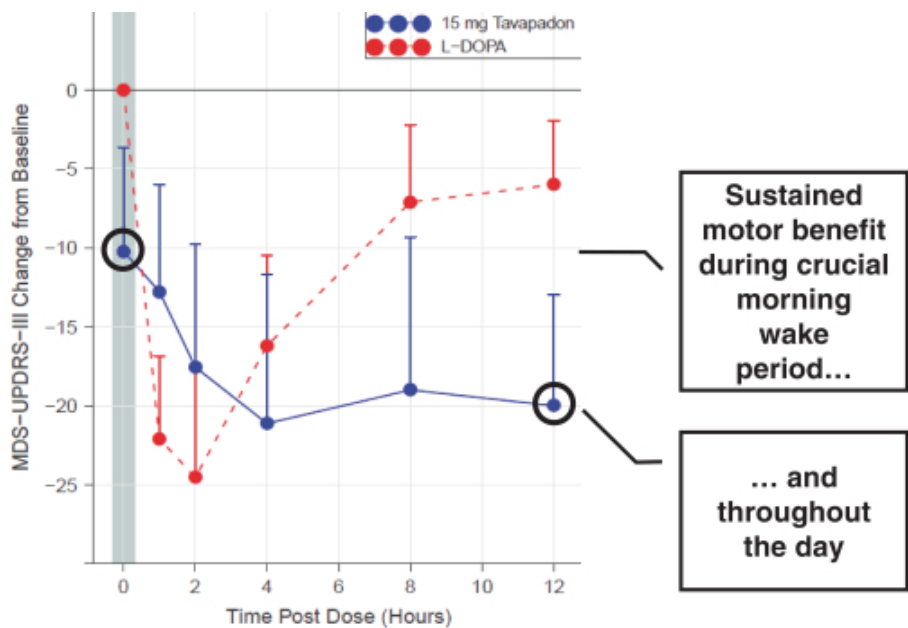 15 mg Tavapadon
L-DOPA
MDS-UPDRS-III Change from Baseline
0
-5
-10
-15
-20
-25
0
2
4
6
8
10
12
Time Post Dose (Hours)
Sustained
motor benefit
during crucial
morning
wake
period…
… and
throughout
the day